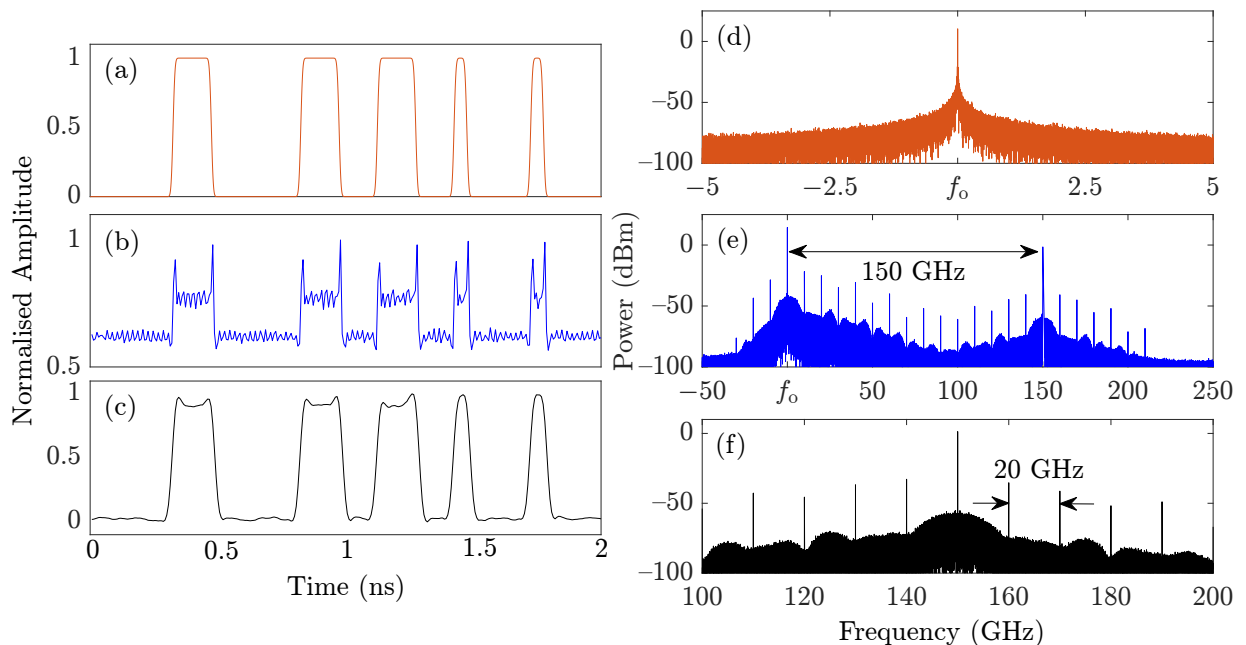 Normalised Amplitude
(a)
1
0.5
0
(b)
1
0.5
(c)
1
0.5
0
0 0.5 1 1.5 2
Time (ns)
Power (dBm)
(d)
0
−50
−100
−5 −2.5 fo 2.5 5
(e)
0
−50
−100
150 GHz
−50 fo 50 100 150 200 250
(f)
0
−50
−100
20 GHz
100 120 140 160 180 200
Frequency (GHz)